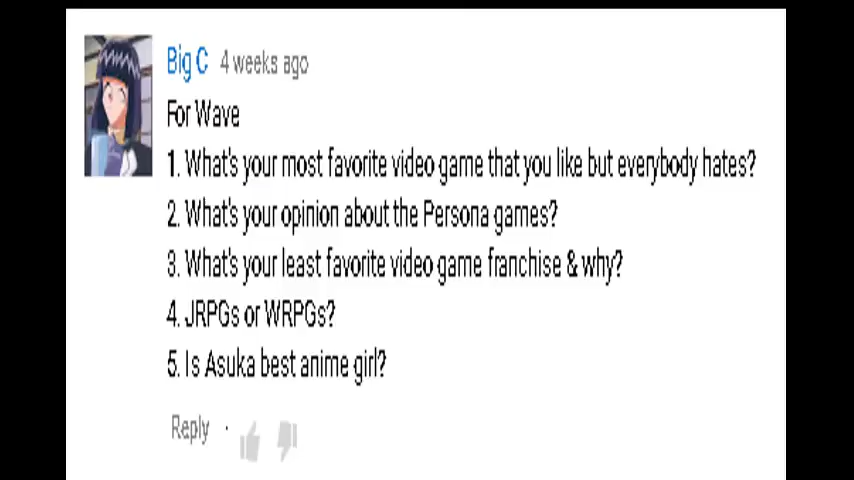 Big C 4 weeks ago
For Wave
1. What's your most favorite video game that you like but everybody hates?
2. What's your opinion about the Persona games?
3. What's your least favorite video game franchise & why?
4. JRPGs or WRPGs?
5. Is Asuka best anime girl?
Reply ·